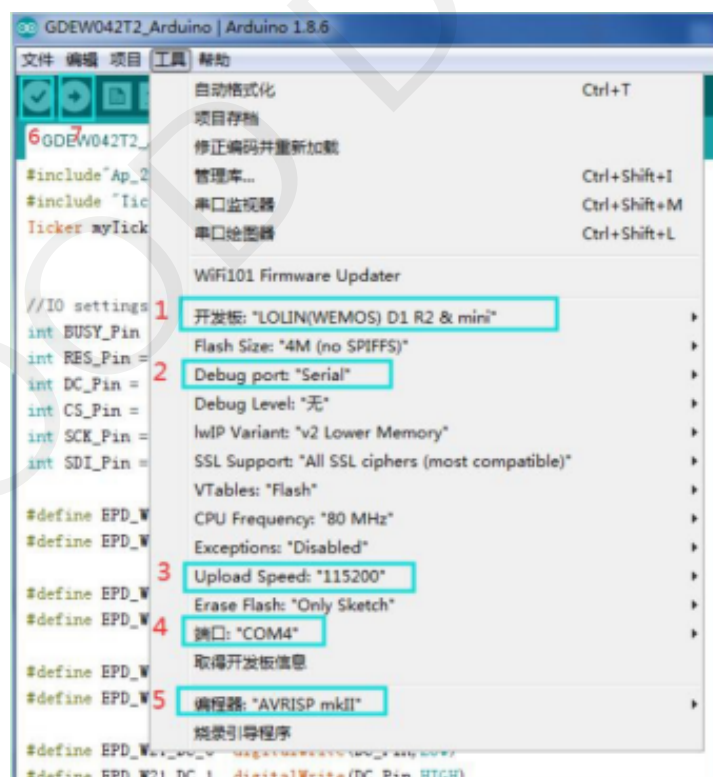 GDEW042T2_Arduino | Arduino 1.8.6
文件 编辑 项目 工具 帮助
自动格式化 Ctrl+T
项目存档
6 7
GDEW042T2_
修正编码并重新加载
#include"Ap_2
管理库... Ctrl+Shift+I
#include "Tic
串口监视器 Ctrl+Shift+M
Ticker myTick
串口绘图器 Ctrl+Shift+L
WiFi101 Firmware Updater
//IO settings
1 开发板: "LOLIN(WEMOS) D1 R2 & mini"
int BUSY_Pin
Flash Size: "4M (no SPIFFS)"
int RES_Pin =
2 Debug port: "Serial"
int DC_Pin =
Debug Level: "无"
int CS_Pin =
lwIP Variant: "v2 Lower Memory"
int SCK_Pin =
SSL Support: "All SSL ciphers (most compatible)"
int SDI_Pin =
VTables: "Flash"
#define EPD_W
CPU Frequency: "80 MHz"
#define EPD_W
Exceptions: "Disabled"
3 Upload Speed: "115200"
#define EPD_W
Erase Flash: "Only Sketch"
#define EPD_W
4 端口: "COM4"
取得开发板信息
#define EPD_W
#define EPD_W
5 编程器: "AVRISP mkII"
烧录引导程序
#define EPD_W21_DC_0 digitalWrite(DC_Pin,LOW)
#define EPD_W21_DC_1 digitalWrite(DC_Pin,HIGH)